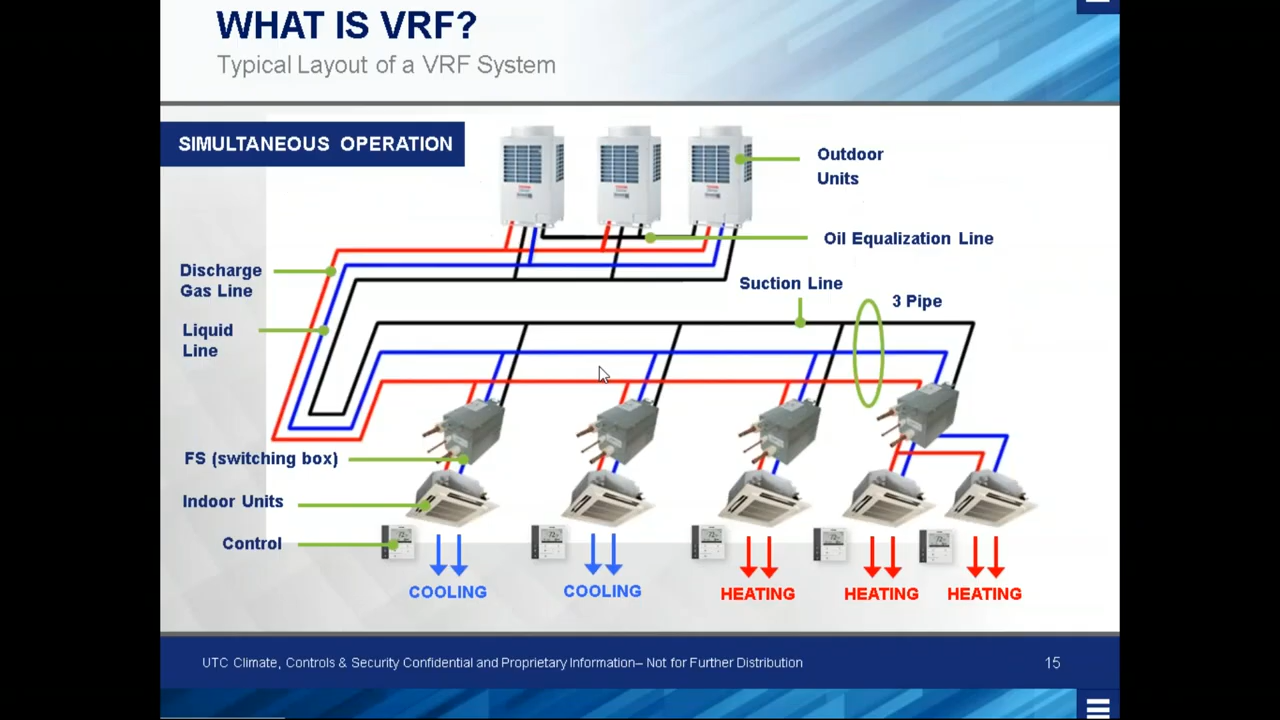 WHAT IS VRF?
Typical Layout of a VRF System
SIMULTANEOUS OPERATION
Outdoor
Units
Oil Equalization Line
Discharge
Gas Line
Suction Line
3 Pipe
Liquid
Line
FS (switching box)
Indoor Units
Control
COOLING
COOLING
HEATING
HEATING
HEATING
UTC Climate, Controls & Security Confidential and Proprietary Information– Not for Further Distribution
15